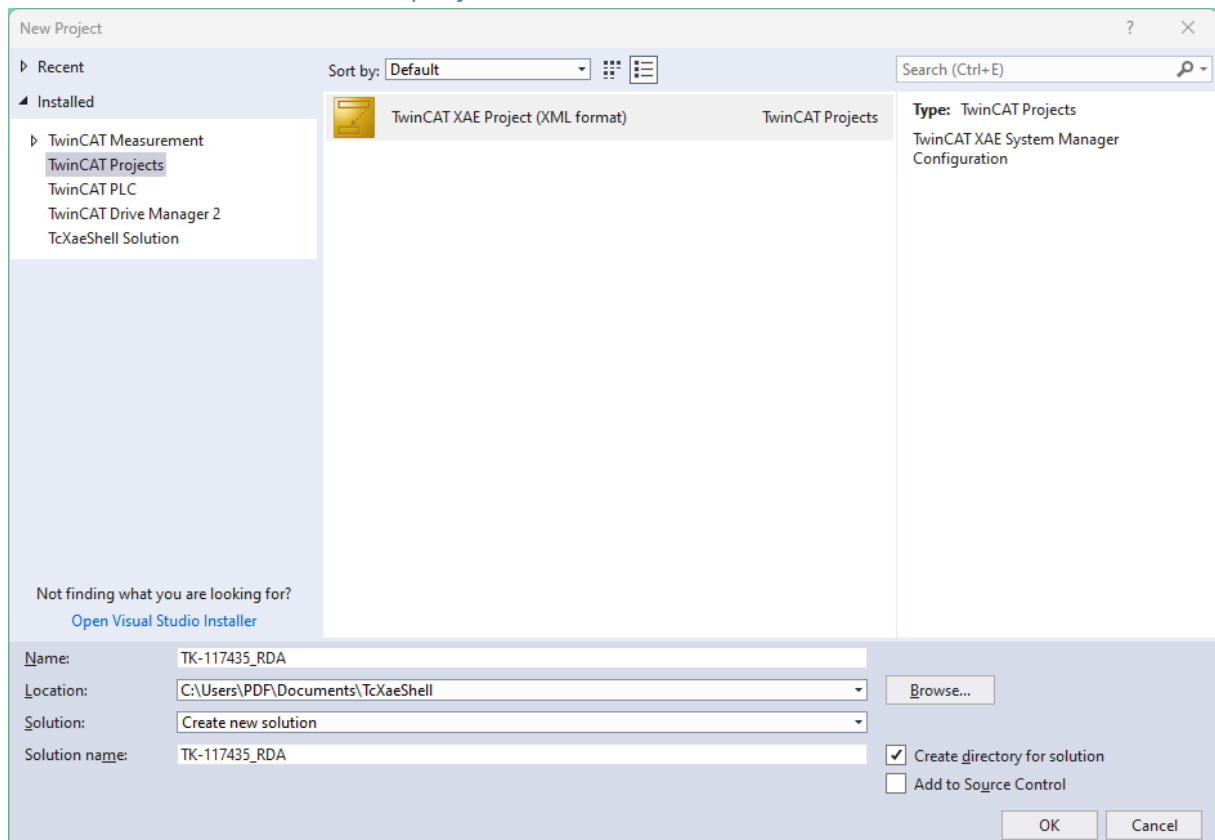 New Project
?
Recent
Installed
TwinCAT Measurement
TwinCAT Projects
TwinCAT PLC
TwinCAT Drive Manager 2
TcXaeShell Solution
Not finding what you are looking for?
Open Visual Studio Installer
Sort by: Default
TwinCAT XAE Project (XML format) TwinCAT Projects
Search (Ctrl+E)
Type: TwinCAT Projects
TwinCAT XAE System Manager
Configuration
Name: TK-117435_RDA
Location: C:\Users\PDF\Documents\TcXaeShell Browse...
Solution: Create new solution
Solution name: TK-117435_RDA
Create directory for solution
Add to Source Control
OK Cancel